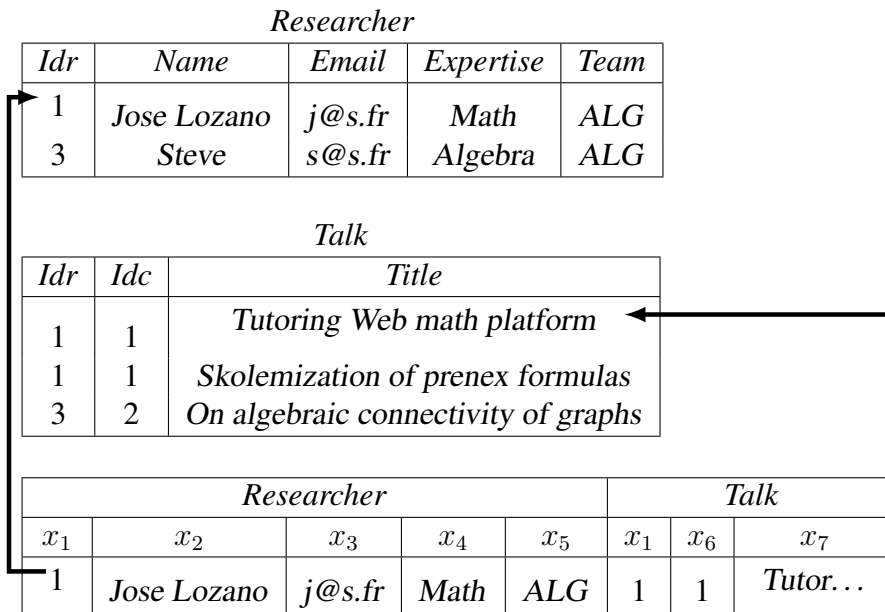 Researcher
Idr Name Email Expertise Team
1 Jose Lozano j@s.fr Math ALG
3 Steve s@s.fr Algebra ALG
Talk
Idr Idc Title
1 1 Tutoring Web math platform
1 1 Skolemization of prenex formulas
3 2 On algebraic connectivity of graphs
Researcher Talk
x₁ x₂ x₃ x₄ x₅ x₁ x₆ x₇
1 Jose Lozano j@s.fr Math ALG 1 1 Tutor...